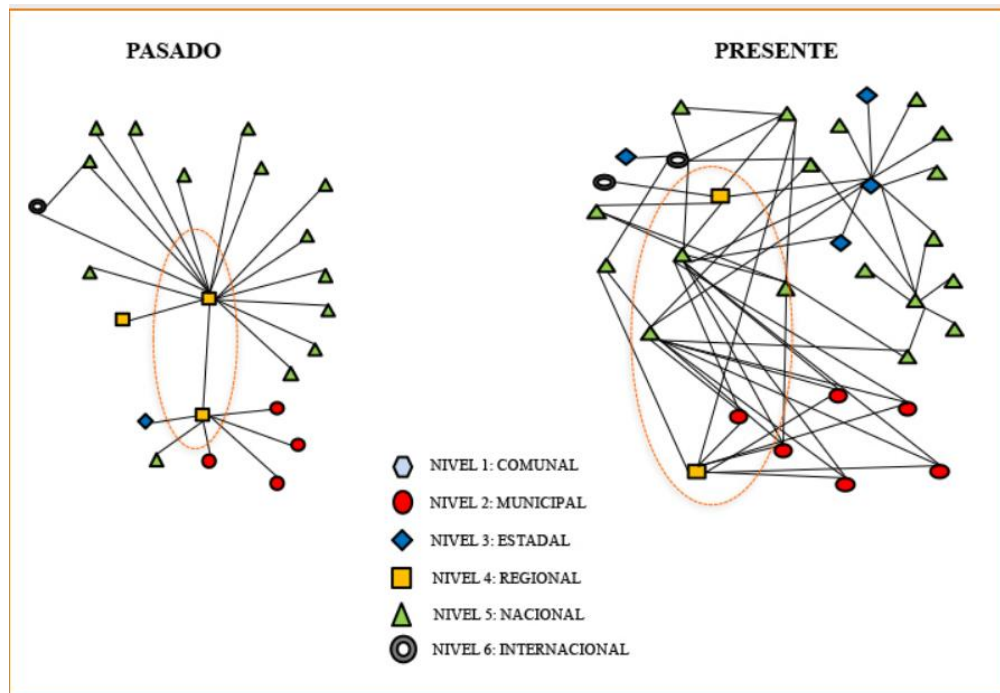 PASADO
PRESENTE
NIVEL 1: COMUNAL
NIVEL 2: MUNICIPAL
NIVEL 3: ESTADAL
NIVEL 4: REGIONAL
NIVEL 5: NACIONAL
NIVEL 6: INTERNACIONAL